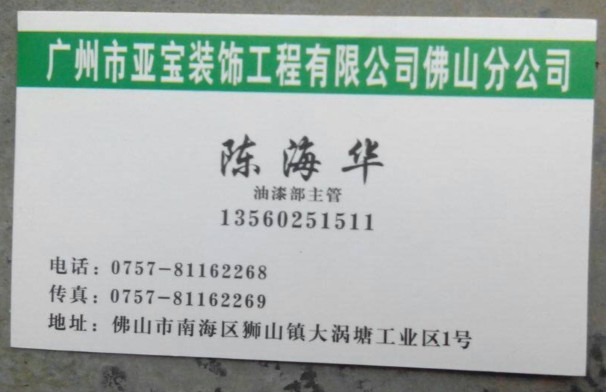 广州市亚宝装饰工程有限公司佛山分公司
陈海华
油漆部主管
13560251511
电话：0757-81162268
传真：0757-81162269
地址：佛山市南海区狮山镇大涡塘工业区1号